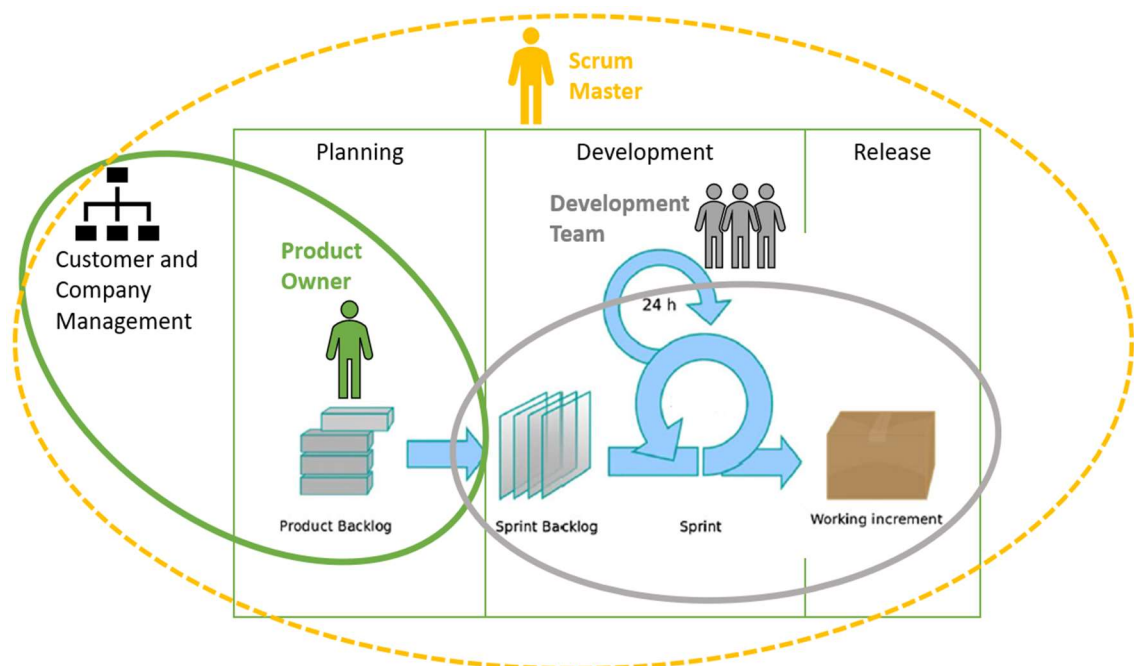 Scrum
Master
Planning
Development
Release
Development
Team
Customer and
Company
Management
Product
Owner
24 h
Product Backlog
Sprint Backlog
Sprint
Working increment